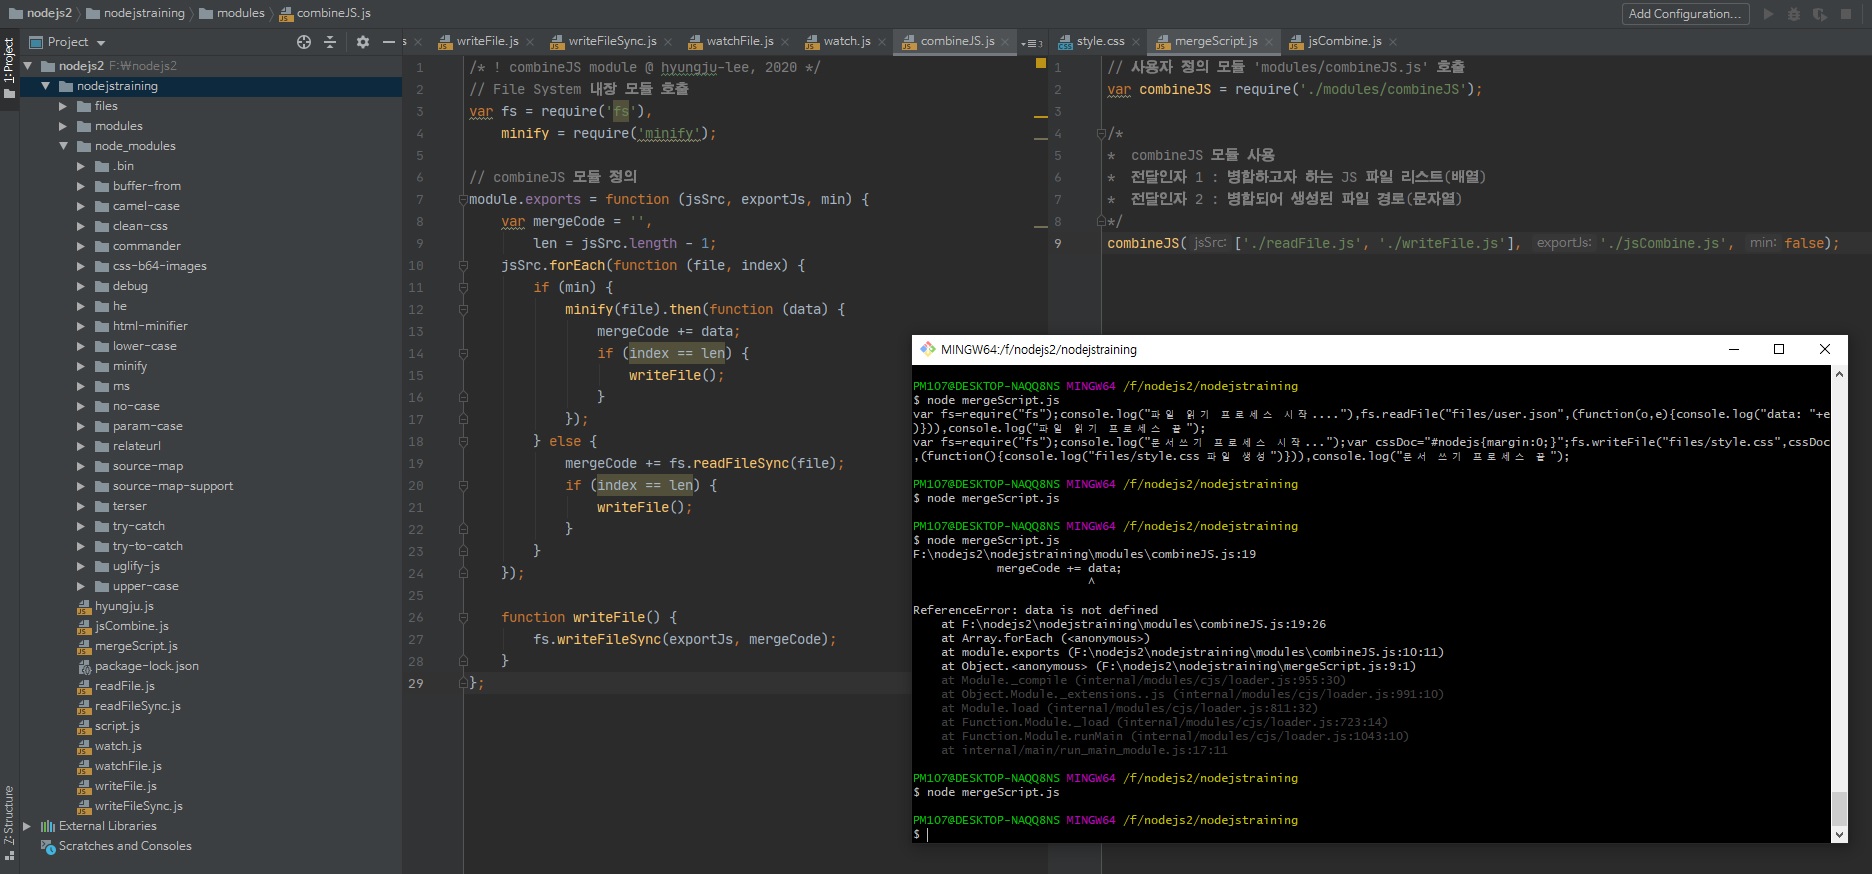 nodejs2 nodejstraining modules combineJS.js
Add Configuration...
1: Project
Z: Structure
Project
nodejs2 F:\nodejs2
nodejstraining
files
modules
node_modules
.bin
buffer-from
camel-case
clean-css
commander
css-b64-images
debug
he
html-minifier
lower-case
minify
ms
no-case
param-case
relateurl
source-map
source-map-support
terser
try-catch
try-to-catch
uglify-js
upper-case
hyungju.js
jsCombine.js
mergeScript.js
package-lock.json
readFile.js
readFileSync.js
script.js
watch.js
watchFile.js
writeFile.js
writeFileSync.js
External Libraries
Scratches and Consoles
s writeFile.js writeFileSync.js watchFile.js watch.js combineJS.js 3
1 /* ! combineJS module @ hyungju-lee, 2020 */
2 // File System 내장 모듈 호출
3 var fs = require('fs'),
4 minify = require('minify');
5
6 // combineJS 모듈 정의
7 module.exports = function (jsSrc, exportJs, min) {
8 var mergeCode = '',
9 len = jsSrc.length - 1;
10 jsSrc.forEach(function (file, index) {
11 if (min) {
12 minify(file).then(function (data) {
13 mergeCode += data;
14 if (index == len) {
15 writeFile();
16 }
17 });
18 } else {
19 mergeCode += fs.readFileSync(file);
20 if (index == len) {
21 writeFile();
22 }
23 }
24 });
25
26 function writeFile() {
27 fs.writeFileSync(exportJs, mergeCode);
28 }
29 };
style.css mergeScript.js jsCombine.js
1 // 사용자 정의 모듈 'modules/combineJS.js' 호출
2 var combineJS = require('./modules/combineJS');
3
4 /*
5 * combineJS 모듈 사용
6 * 전달인자 1 : 병합하고자 하는 JS 파일 리스트(배열)
7 * 전달인자 2 : 병합되어 생성된 파일 경로(문자열)
8 */
9 combineJS( jsSrc: ['./readFile.js', './writeFile.js'], exportJs: './jsCombine.js', min: false);
MINGW64:/f/nodejs2/nodejstraining
PM107@DESKTOP-NAQQ8NS MINGW64 /f/nodejs2/nodejstraining
$ node mergeScript.js
var fs=require("fs");console.log("파일 읽기 프로세스 시작...."),fs.readFile("files/user.json",(function(o,e){console.log("data: "+e
)})),console.log("파일 읽기 프로세스 끝");
var fs=require("fs");console.log("문서쓰기 프로세스 시작...");var cssDoc="#nodejs{margin:0;}";fs.writeFile("files/style.css",cssDoc
,(function(){console.log("files/style.css 파일 생성")})),console.log("문서 쓰기 프로세스 끝");
PM107@DESKTOP-NAQQ8NS MINGW64 /f/nodejs2/nodejstraining
$ node mergeScript.js
PM107@DESKTOP-NAQQ8NS MINGW64 /f/nodejs2/nodejstraining
$ node mergeScript.js
F:\nodejs2\nodejstraining\modules\combineJS.js:19
mergeCode += data;
^
ReferenceError: data is not defined
at F:\nodejs2\nodejstraining\modules\combineJS.js:19:26
at Array.forEach (<anonymous>)
at module.exports (F:\nodejs2\nodejstraining\modules\combineJS.js:10:11)
at Object.<anonymous> (F:\nodejs2\nodejstraining\mergeScript.js:9:1)
at Module._compile (internal/modules/cjs/loader.js:955:30)
at Object.Module._extensions..js (internal/modules/cjs/loader.js:991:10)
at Module.load (internal/modules/cjs/loader.js:811:32)
at Function.Module._load (internal/modules/cjs/loader.js:723:14)
at Function.Module.runMain (internal/modules/cjs/loader.js:1043:10)
at internal/main/run_main_module.js:17:11
PM107@DESKTOP-NAQQ8NS MINGW64 /f/nodejs2/nodejstraining
$ node mergeScript.js
PM107@DESKTOP-NAQQ8NS MINGW64 /f/nodejs2/nodejstraining
$